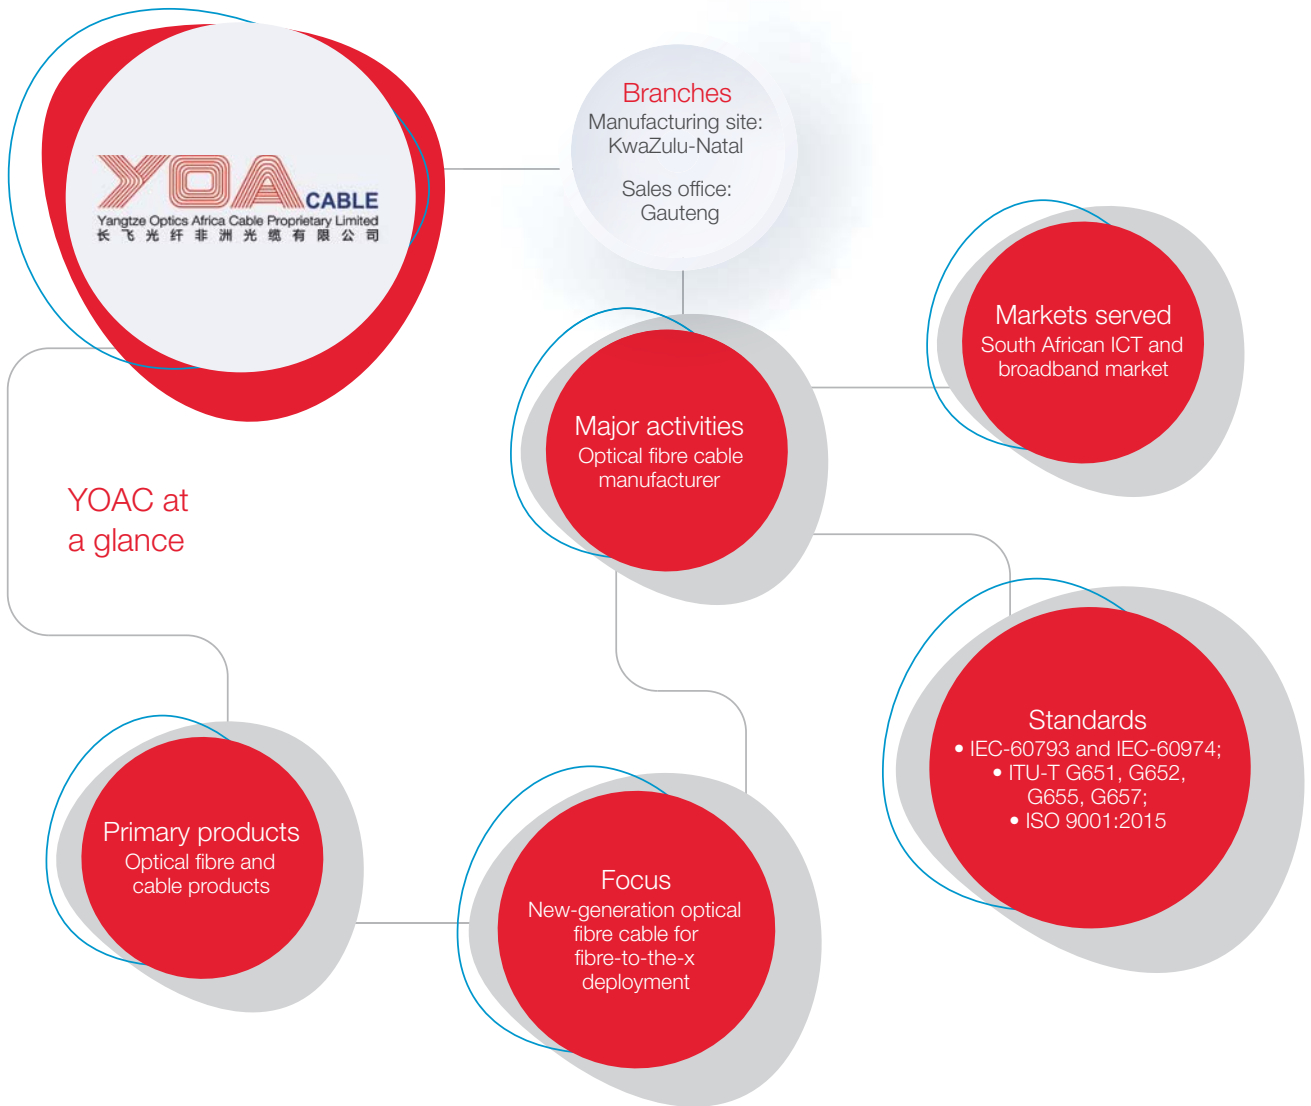 YOA CABLE
Yangtze Optics Africa Cable Proprietary Limited
长飞光纤非洲光缆有限公司
Branches
Manufacturing site:
KwaZulu-Natal
Sales office:
Gauteng
Markets served
South African ICT and
broadband market
Major activities
Optical fibre cable
manufacturer
YOAC at
a glance
Standards
• IEC-60793 and IEC-60974;
• ITU-T G651, G652,
G655, G657;
• ISO 9001:2015
Primary products
Optical fibre and
cable products
Focus
New-generation optical
fibre cable for
fibre-to-the-x
deployment